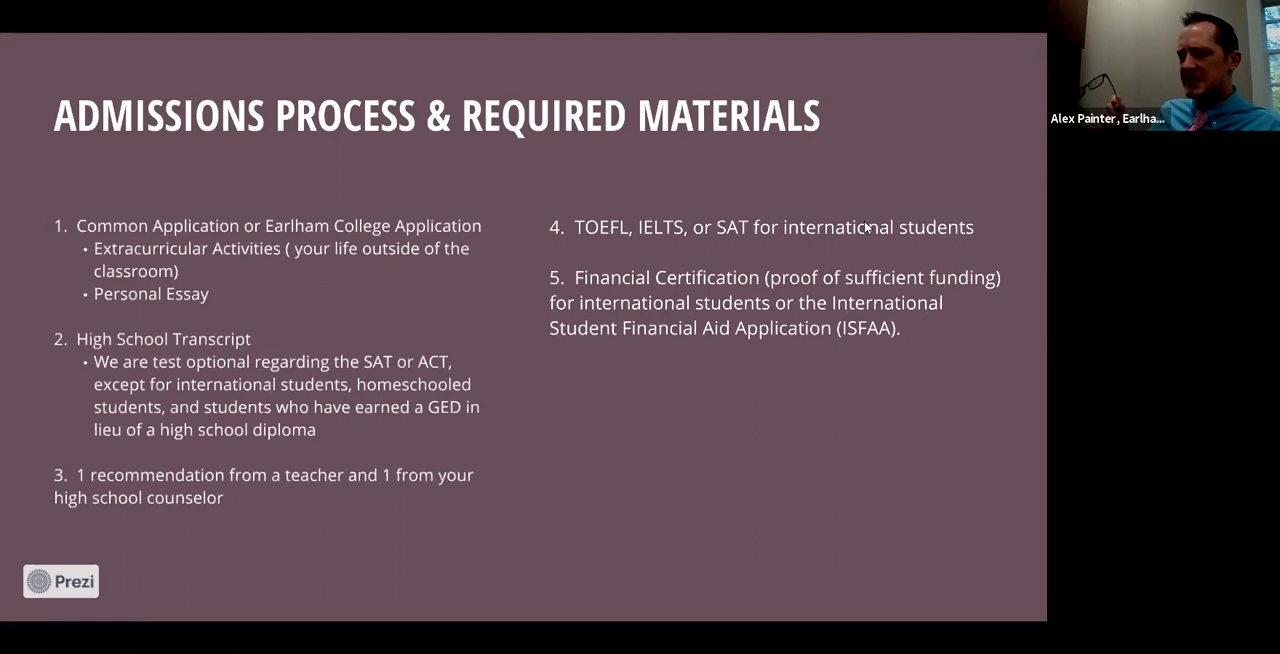 ADMISSIONS PROCESS & REQUIRED MATERIALS
1. Common Application or Earlham College Application
• Extracurricular Activities ( your life outside of the
classroom)
• Personal Essay
2. High School Transcript
• We are test optional regarding the SAT or ACT,
except for international students, homeschooled
students, and students who have earned a GED in
lieu of a high school diploma
3. 1 recommendation from a teacher and 1 from your
high school counselor
4. TOEFL, IELTS, or SAT for international students
5. Financial Certification (proof of sufficient funding)
for international students or the International
Student Financial Aid Application (ISFAA).
Prezi
Alex Painter, Earlha...